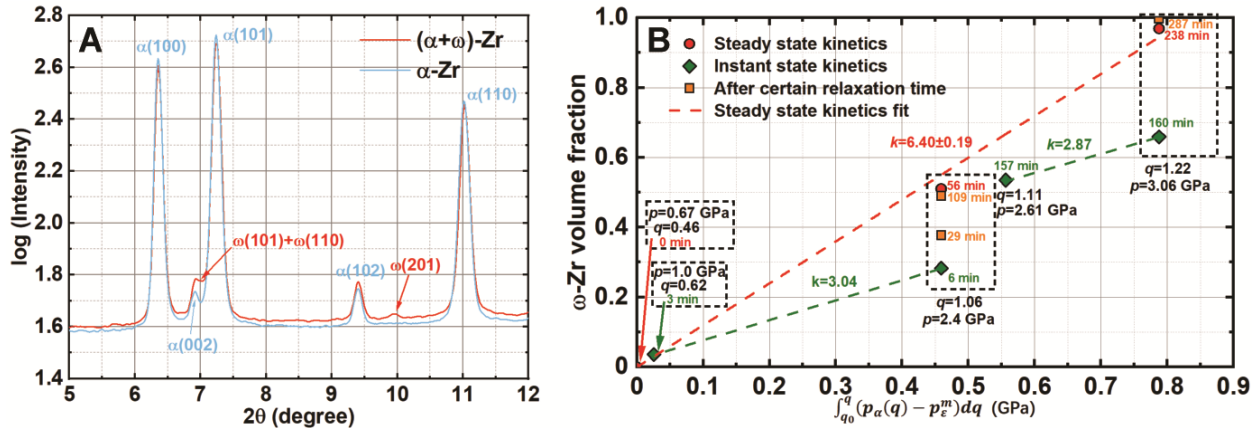 A
(α+ω)-Zr
α-Zr
α(100)
α(101)
α(110)
ω(101)+ω(110)
α(102)
ω(201)
α(002)
2.8
2.6
2.4
2.2
2.0
1.8
1.6
1.4
5 6 7 8 9 10 11 12
log (Intensity)
2θ (degree)
B
Steady state kinetics
Instant state kinetics
After certain relaxation time
Steady state kinetics fit
287 min
238 min
160 min
k=6.40±0.19
k=2.87
157 min
q=1.22
p=3.06 GPa
56 min
109 min
q=1.11
p=2.61 GPa
p=0.67 GPa
q=0.46
0 min
29 min
p=1.0 GPa
q=0.62
3 min
k=3.04
6 min
q=1.06
p=2.4 GPa
1.0
0.8
0.6
0.4
0.2
0
0 0.1 0.2 0.3 0.4 0.5 0.6 0.7 0.8 0.9
ω-Zr volume fraction
∫_{q₀}^{q}(p_α(q) − p_ε^m)dq (GPa)